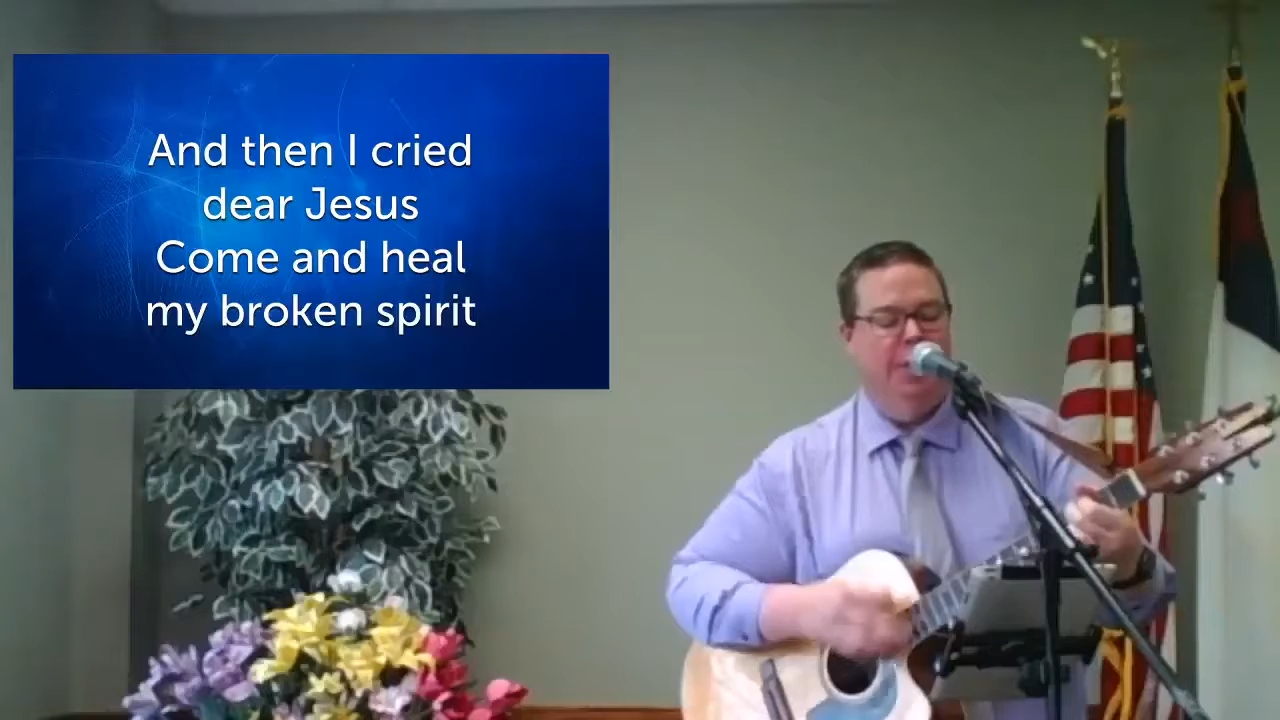 And then I cried
dear Jesus
Come and heal
my broken spirit